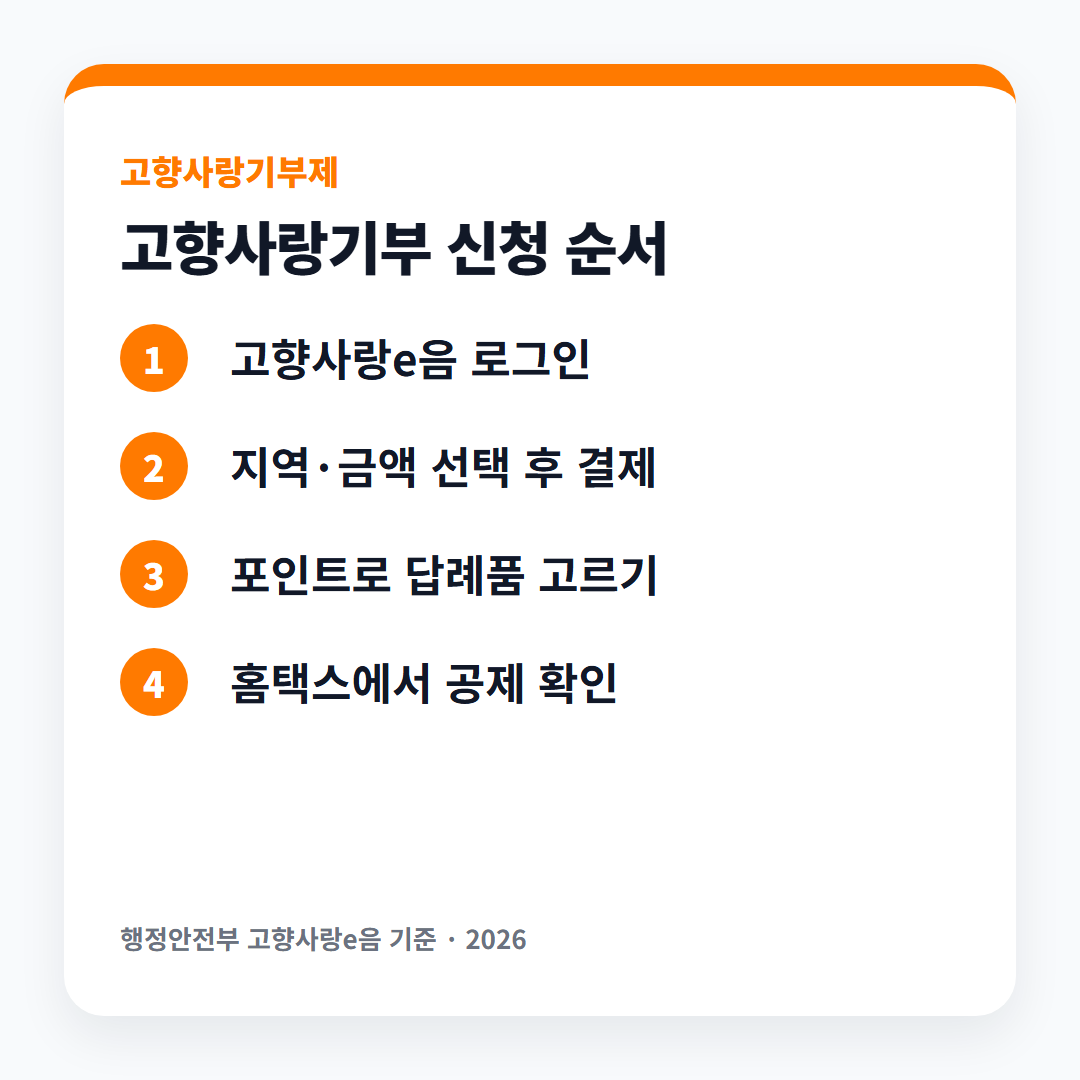 고향사랑기부제
고향사랑기부 신청 순서
1 고향사랑e음 로그인
2 지역·금액 선택 후 결제
3 포인트로 답례품 고르기
4 홈택스에서 공제 확인
행정안전부 고향사랑e음 기준 · 2026